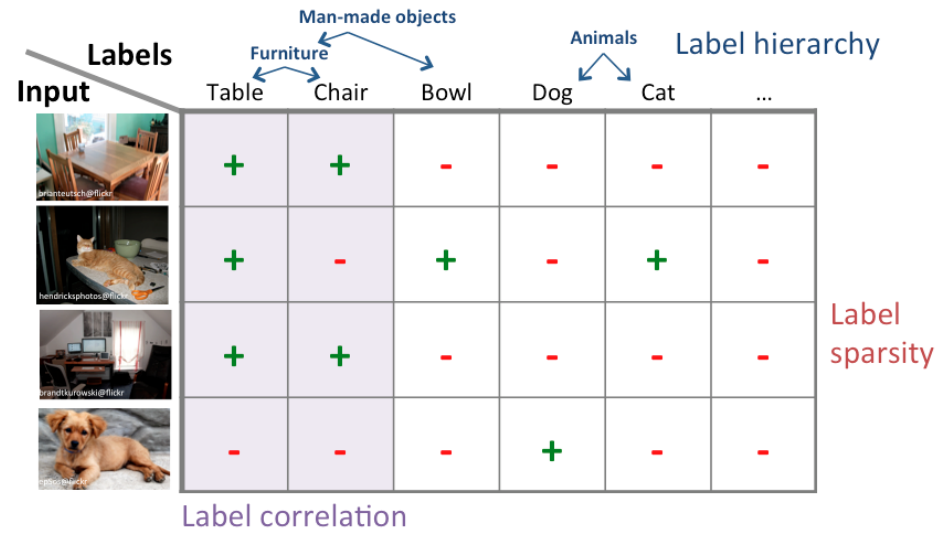 Man-made objects
Furniture
Animals
Label hierarchy
Labels
Input
Table Chair Bowl Dog Cat ...
brianteutsch@flickr
+ + - - - -
hendricksphotos@flickr
+ - + - + -
Label
sparsity
brandtkurowski@flickr
+ + - - - -
- - - + - -
Label correlation